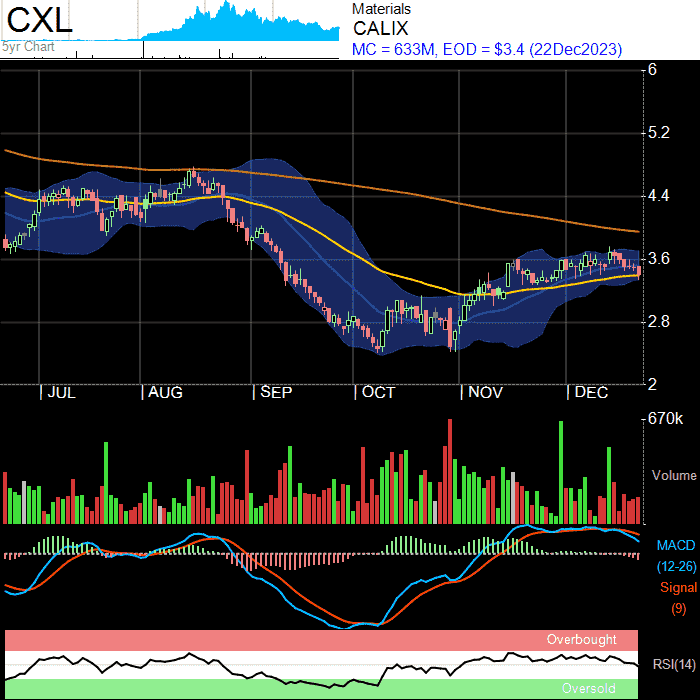 CXL
5yr Chart
Materials
CALIX
MC = 633M, EOD = $3.4 (22Dec2023)
6
5.2
4.4
3.6
2.8
2
JUL AUG SEP OCT NOV DEC
670k
Volume
MACD
(12-26)
Signal
(9)
Overbought
RSI(14)
Oversold